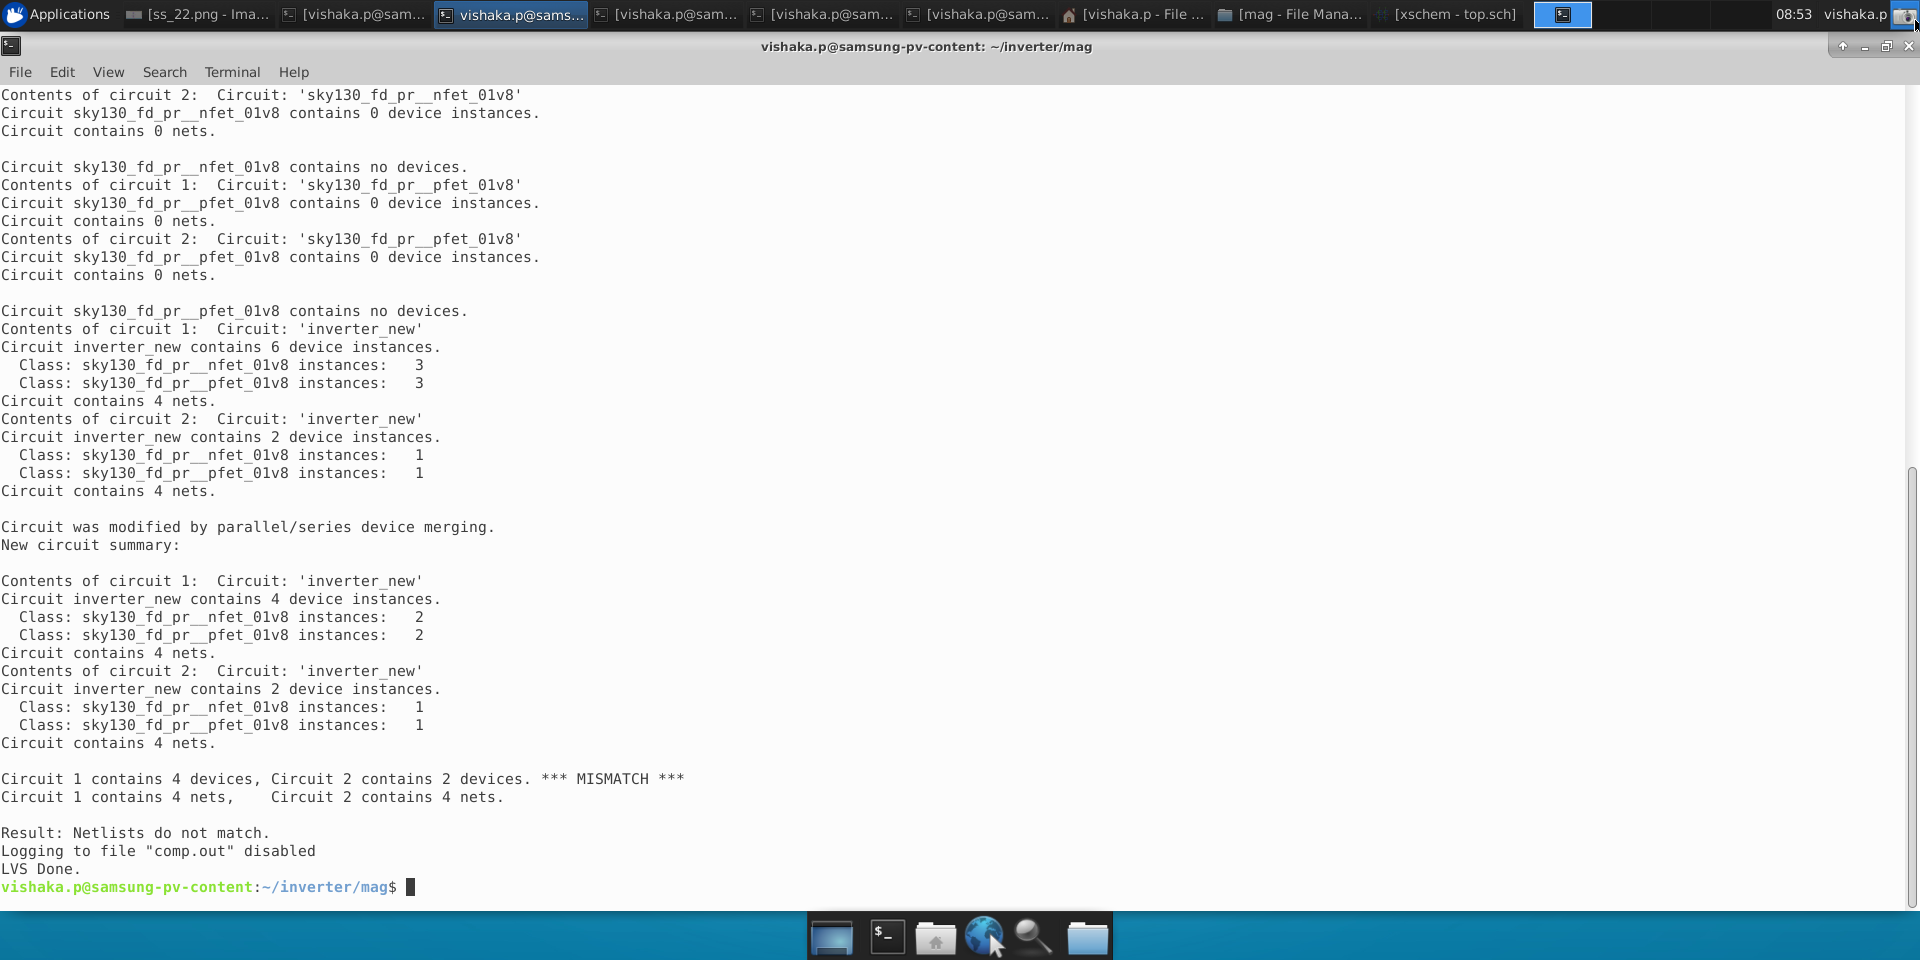 Applications
[ss_22.png - Ima...
[vishaka.p@sam...
vishaka.p@sams...
[vishaka.p@sam...
[vishaka.p@sam...
[vishaka.p@sam...
[vishaka.p - File ...
[mag - File Mana...
[xschem - top.sch]
08:53
vishaka.p
vishaka.p@samsung-pv-content: ~/inverter/mag
File Edit View Search Terminal Help
Contents of circuit 2:  Circuit: 'sky130_fd_pr__nfet_01v8'
Circuit sky130_fd_pr__nfet_01v8 contains 0 device instances.
Circuit contains 0 nets.
Circuit sky130_fd_pr__nfet_01v8 contains no devices.
Contents of circuit 1:  Circuit: 'sky130_fd_pr__pfet_01v8'
Circuit sky130_fd_pr__pfet_01v8 contains 0 device instances.
Circuit contains 0 nets.
Contents of circuit 2:  Circuit: 'sky130_fd_pr__pfet_01v8'
Circuit sky130_fd_pr__pfet_01v8 contains 0 device instances.
Circuit contains 0 nets.
Circuit sky130_fd_pr__pfet_01v8 contains no devices.
Contents of circuit 1:  Circuit: 'inverter_new'
Circuit inverter_new contains 6 device instances.
  Class: sky130_fd_pr__nfet_01v8 instances:   3
  Class: sky130_fd_pr__pfet_01v8 instances:   3
Circuit contains 4 nets.
Contents of circuit 2:  Circuit: 'inverter_new'
Circuit inverter_new contains 2 device instances.
  Class: sky130_fd_pr__nfet_01v8 instances:   1
  Class: sky130_fd_pr__pfet_01v8 instances:   1
Circuit contains 4 nets.
Circuit was modified by parallel/series device merging.
New circuit summary:
Contents of circuit 1:  Circuit: 'inverter_new'
Circuit inverter_new contains 4 device instances.
  Class: sky130_fd_pr__nfet_01v8 instances:   2
  Class: sky130_fd_pr__pfet_01v8 instances:   2
Circuit contains 4 nets.
Contents of circuit 2:  Circuit: 'inverter_new'
Circuit inverter_new contains 2 device instances.
  Class: sky130_fd_pr__nfet_01v8 instances:   1
  Class: sky130_fd_pr__pfet_01v8 instances:   1
Circuit contains 4 nets.
Circuit 1 contains 4 devices, Circuit 2 contains 2 devices. *** MISMATCH ***
Circuit 1 contains 4 nets,    Circuit 2 contains 4 nets.
Result: Netlists do not match.
Logging to file "comp.out" disabled
LVS Done.
vishaka.p@samsung-pv-content:~/inverter/mag$